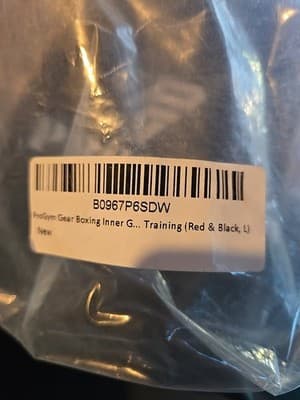 B0967P6SDW
ProGym Gear Boxing Inner G... Training (Red & Black, L)
New